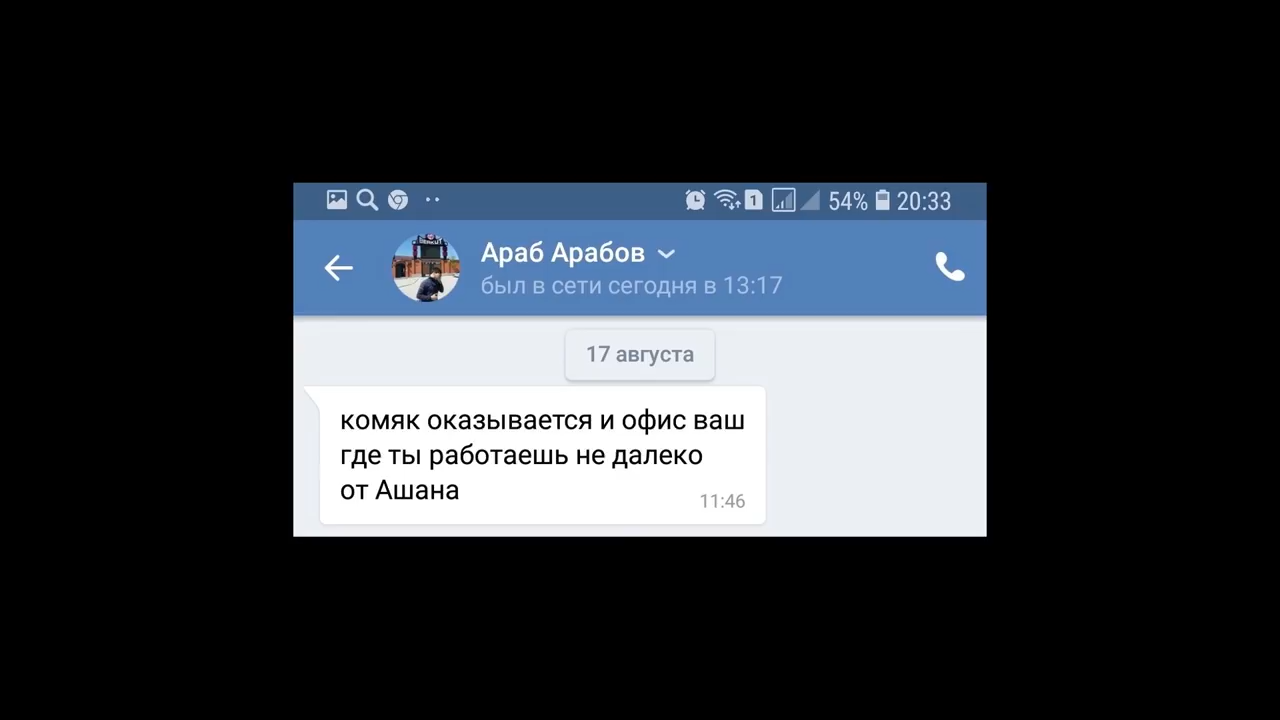 1 54% 20:33
Араб Арабов
был в сети сегодня в 13:17
17 августа
комяк оказывается и офис ваш
где ты работаешь не далеко
от Ашана
11:46